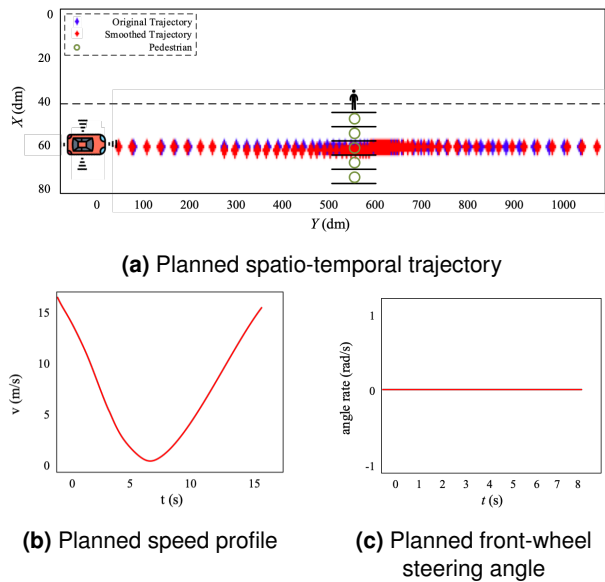 0
20
40
60
80
X (dm)
Original Trajectory
Smoothed Trajectory
Pedestrian
0 100 200 300 400 500 600 700 800 900 1000
Y (dm)
(a) Planned spatio-temporal trajectory
15
10
5
0
v (m/s)
0 5 10 15
t (s)
(b) Planned speed profile
1
0
-1
angle rate (rad/s)
0 1 2 3 4 5 6 7 8
t (s)
(c) Planned front-wheel
steering angle